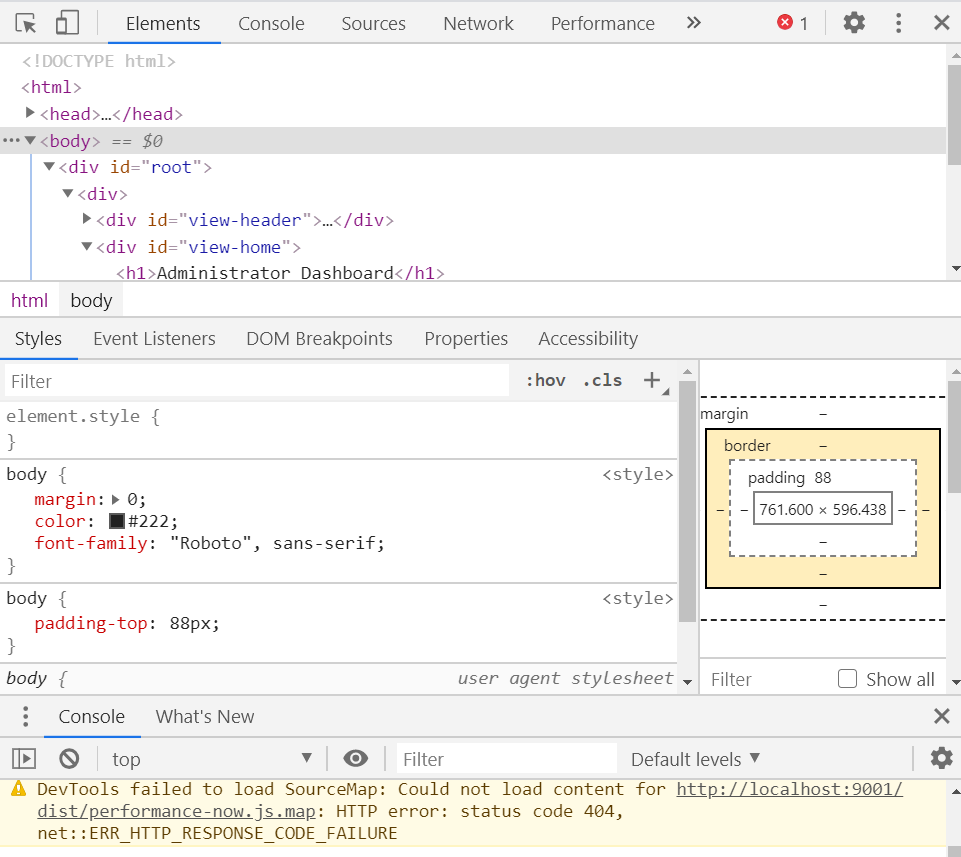 Elements Console Sources Network Performance » 1
<!DOCTYPE html>
<html>
<head>…</head>
<body> == $0
<div id="root">
<div>
<div id="view-header">…</div>
<div id="view-home">
<h1>Administrator Dashboard</h1>
html body
Styles Event Listeners DOM Breakpoints Properties Accessibility
Filter :hov .cls +
element.style {
}
body { <style>
margin: 0;
color: #222;
font-family: "Roboto", sans-serif;
}
body { <style>
padding-top: 88px;
}
body { user agent stylesheet
margin –
border –
padding 88
– – 761.600 × 596.438 – –
–
–
–
Filter Show all
Console What's New
top Filter Default levels
DevTools failed to load SourceMap: Could not load content for http://localhost:9001/
dist/performance-now.js.map: HTTP error: status code 404,
net::ERR_HTTP_RESPONSE_CODE_FAILURE